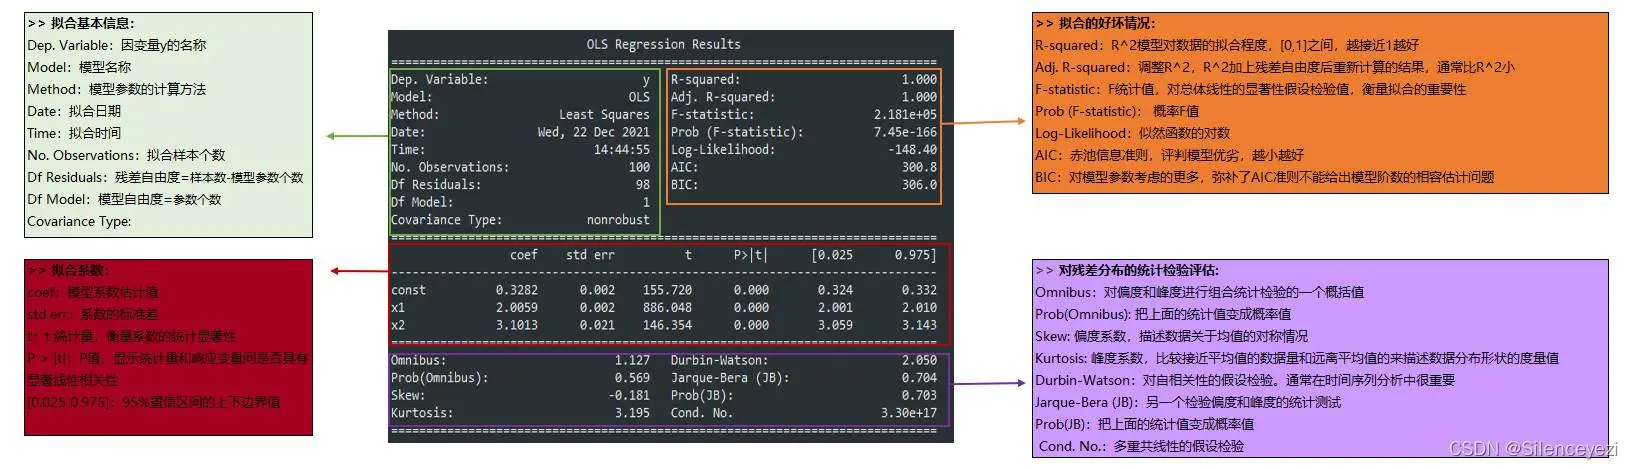 >> 拟合基本信息：
Dep. Variable：因变量y的名称
Model：模型名称
Method：模型参数的计算方法
Date：拟合日期
Time：拟合时间
No. Observations：拟合样本个数
Df Residuals：残差自由度=样本数-模型参数个数
Df Model：模型自由度=参数个数
Covariance Type:
>> 拟合系数：
coef：模型系数估计值
std err：系数的标准差
t：t 统计量，衡量系数的统计显著性
P > |t|：P值，显示统计量和响应变量间是否具有
显著线性相关性
[0.025 0.975]：95%置信区间的上下边界值
OLS Regression Results
Dep. Variable: y R-squared: 1.000
Model: OLS Adj. R-squared: 1.000
Method: Least Squares F-statistic: 2.181e+05
Date: Wed, 22 Dec 2021 Prob (F-statistic): 7.45e-166
Time: 14:44:55 Log-Likelihood: -148.40
No. Observations: 100 AIC: 300.8
Df Residuals: 98 BIC: 306.0
Df Model: 1
Covariance Type: nonrobust
coef std err t P>|t| [0.025 0.975]
const 0.3282 0.002 155.720 0.000 0.324 0.332
x1 2.0059 0.002 886.048 0.000 2.001 2.010
x2 3.1013 0.021 146.354 0.000 3.059 3.143
Omnibus: 1.127 Durbin-Watson: 2.050
Prob(Omnibus): 0.569 Jarque-Bera (JB): 0.704
Skew: -0.181 Prob(JB): 0.703
Kurtosis: 3.195 Cond. No. 3.30e+17
>> 拟合的好坏情况：
R-squared：R^2模型对数据的拟合程度，[0,1]之间，越接近1越好
Adj. R-squared：调整R^2，R^2加上残差自由度后重新计算的结果，通常比R^2小
F-statistic：F统计值，对总体线性的显著性假设检验值，衡量拟合的重要性
Prob (F-statistic)： 概率F值
Log-Likelihood：似然函数的对数
AIC：赤池信息准则，评判模型优劣，越小越好
BIC：对模型参数考虑的更多，弥补了AIC准则不能给出模型阶数的相容估计问题
>> 对残差分布的统计检验评估:
Omnibus：对偏度和峰度进行组合统计检验的一个概括值
Prob(Omnibus): 把上面的统计值变成概率值
Skew: 偏度系数，描述数据关于均值的对称情况
Kurtosis: 峰度系数，比较接近平均值的数据量和远离平均值的来描述数据分布形状的度量值
Durbin-Watson：对自相关性的假设检验。通常在时间序列分析中很重要
Jarque-Bera (JB)：另一个检验偏度和峰度的统计测试
Prob(JB)：把上面的统计值变成概率值
Cond. No.：多重共线性的假设检验
CSDN @Silenceyezi